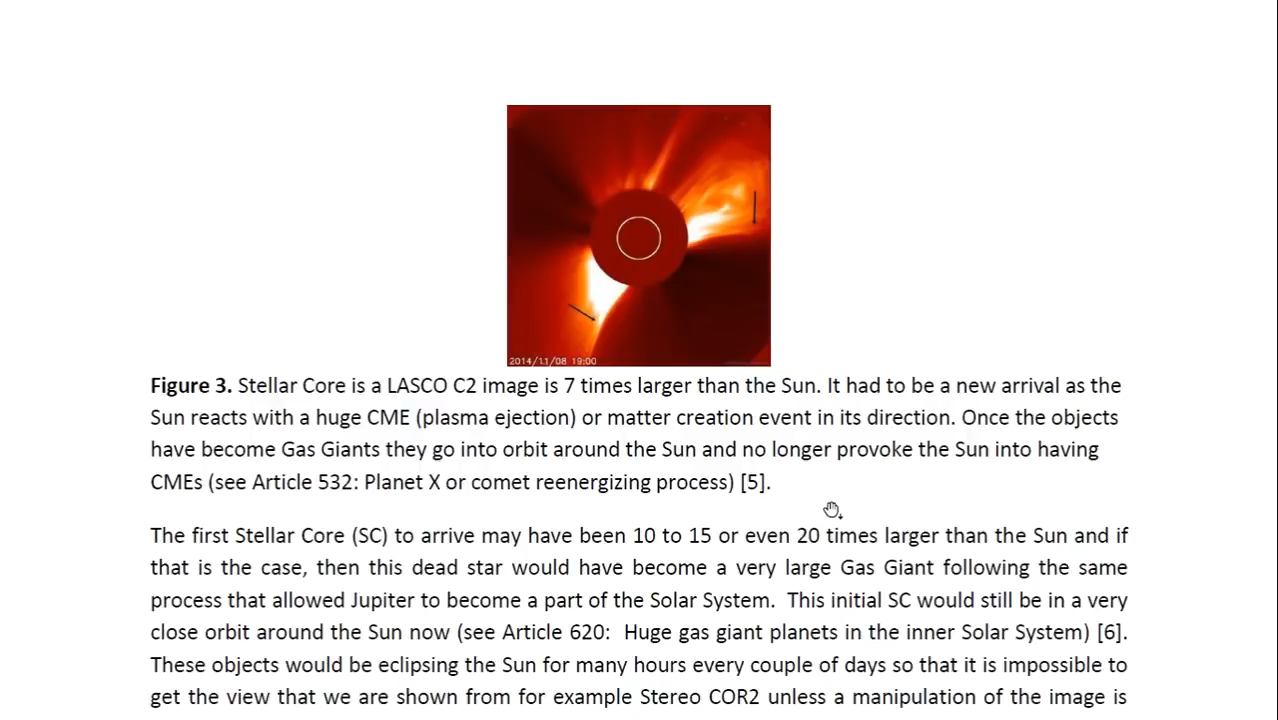 2014/11/08 19:00
Figure 3. Stellar Core is a LASCO C2 image is 7 times larger than the Sun. It had to be a new arrival as the
Sun reacts with a huge CME (plasma ejection) or matter creation event in its direction. Once the objects
have become Gas Giants they go into orbit around the Sun and no longer provoke the Sun into having
CMEs (see Article 532: Planet X or comet reenergizing process) [5].
The first Stellar Core (SC) to arrive may have been 10 to 15 or even 20 times larger than the Sun and if
that is the case, then this dead star would have become a very large Gas Giant following the same
process that allowed Jupiter to become a part of the Solar System. This initial SC would still be in a very
close orbit around the Sun now (see Article 620: Huge gas giant planets in the inner Solar System) [6].
These objects would be eclipsing the Sun for many hours every couple of days so that it is impossible to
get the view that we are shown from for example Stereo COR2 unless a manipulation of the image is